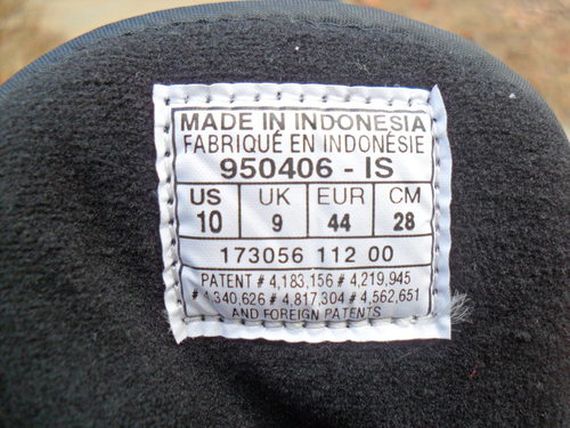 MADE IN INDONESIA
FABRIQUÉ EN INDONÉSIE
950406 - IS
US UK EUR CM
10 9 44 28
173056 112 00
PATENT # 4,183,156 # 4,219,945
# 4,340,626 # 4,817,304 # 4,562,651
AND FOREIGN PATENTS